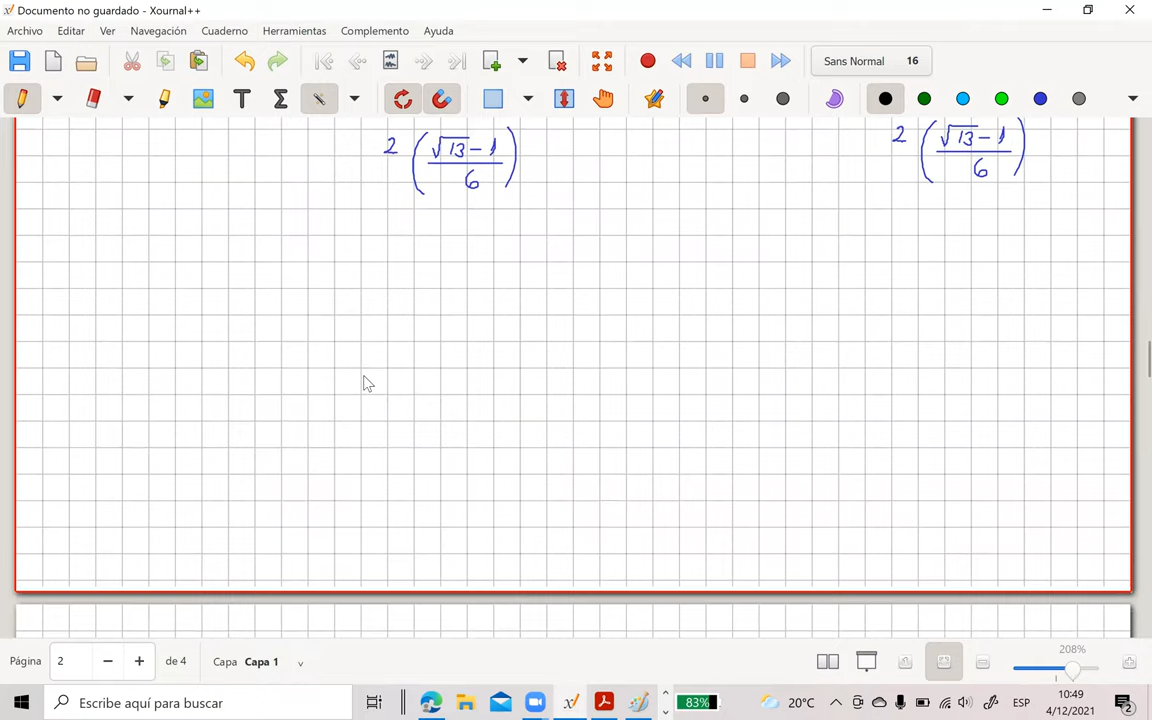 Documento no guardado - Xournal++
Archivo Editar Ver Navegación Cuaderno Herramientas Complemento Ayuda
Sans Normal 16
2 (√13 - 1 / 6) 2 (√13 - 1 / 6)
208%
Página 2 de 4 Capa Capa 1
Escribe aquí para buscar 83% 20°C ESP 10:49
4/12/2021 2